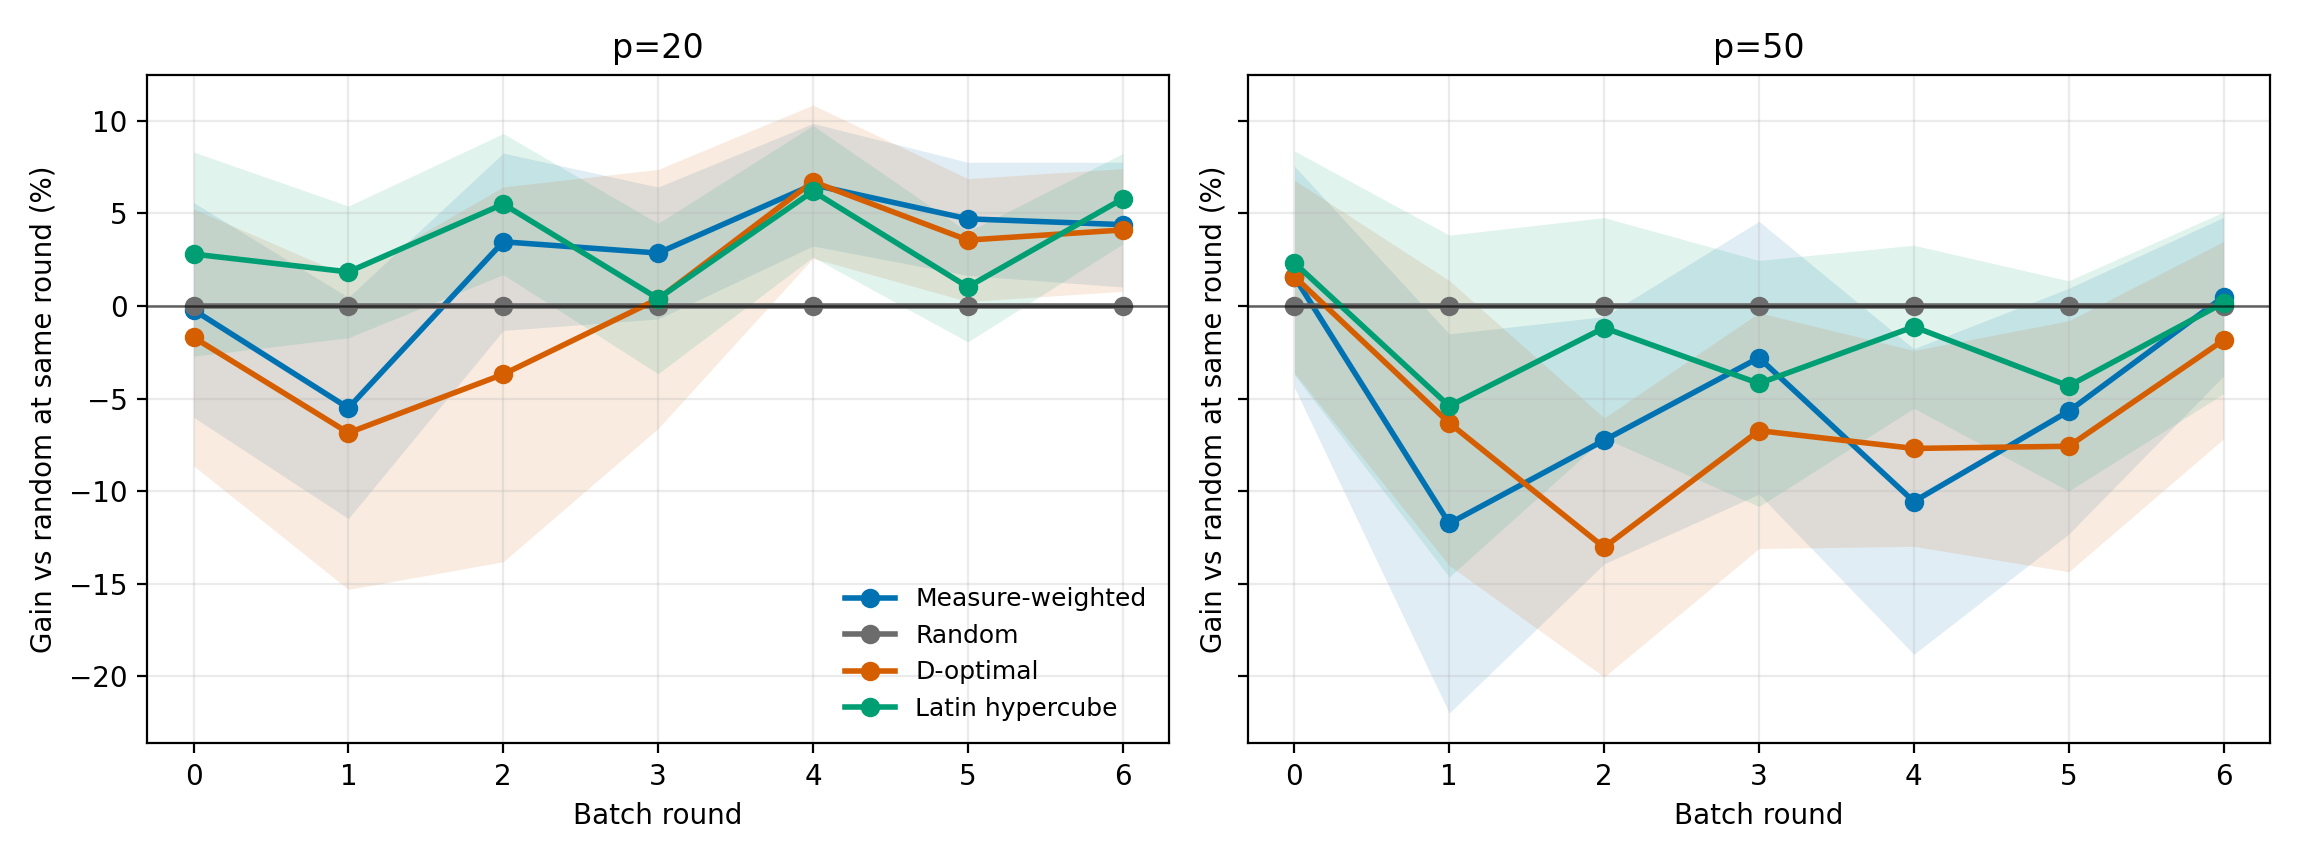 p=20
Gain vs random at same round (%)
10
5
0
−5
−10
−15
−20
0 1 2 3 4 5 6
Batch round
Measure-weighted
Random
D-optimal
Latin hypercube
p=50
Gain vs random at same round (%)
0 1 2 3 4 5 6
Batch round